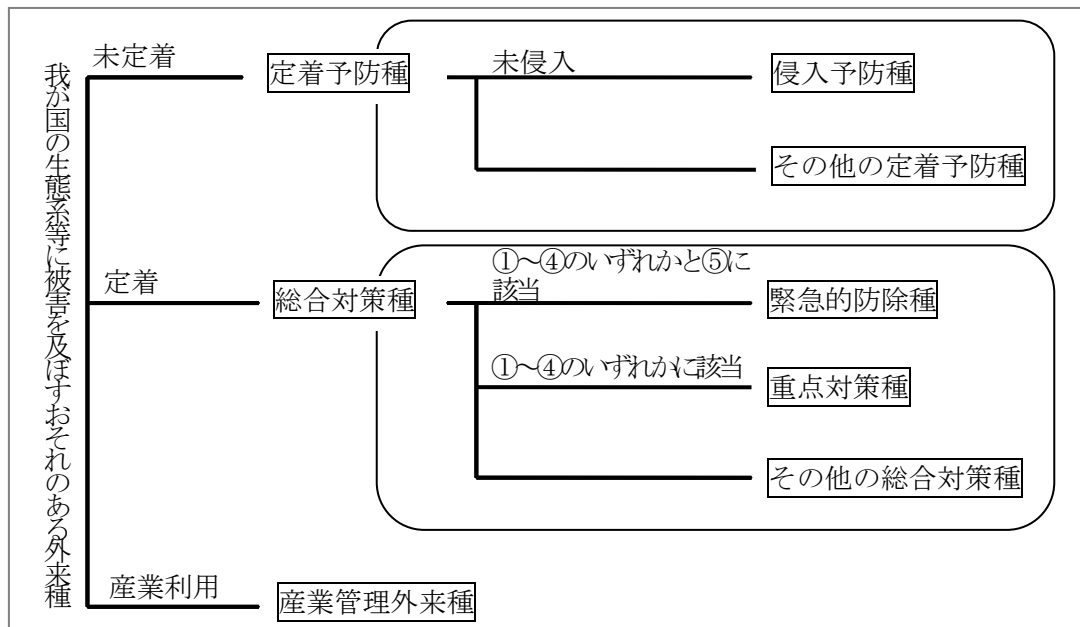 我が国の生態系等に被害を及ぼすおそれのある外来種
未定着
定着予防種
未侵入
侵入予防種
その他の定着予防種
定着
総合対策種
①～④のいずれかと⑤に
該当
緊急的防除種
①～④のいずれかに該当
重点対策種
その他の総合対策種
産業利用
産業管理外来種